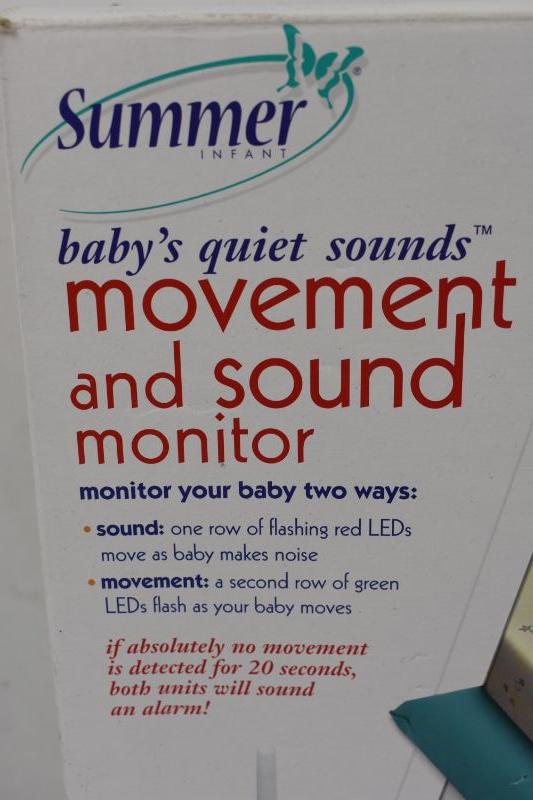 Summer®
INFANT
baby's quiet sounds™
movement
and sound
monitor
monitor your baby two ways:
• sound: one row of flashing red LEDs
move as baby makes noise
• movement: a second row of green
LEDs flash as your baby moves
if absolutely no movement
is detected for 20 seconds,
both units will sound
an alarm!